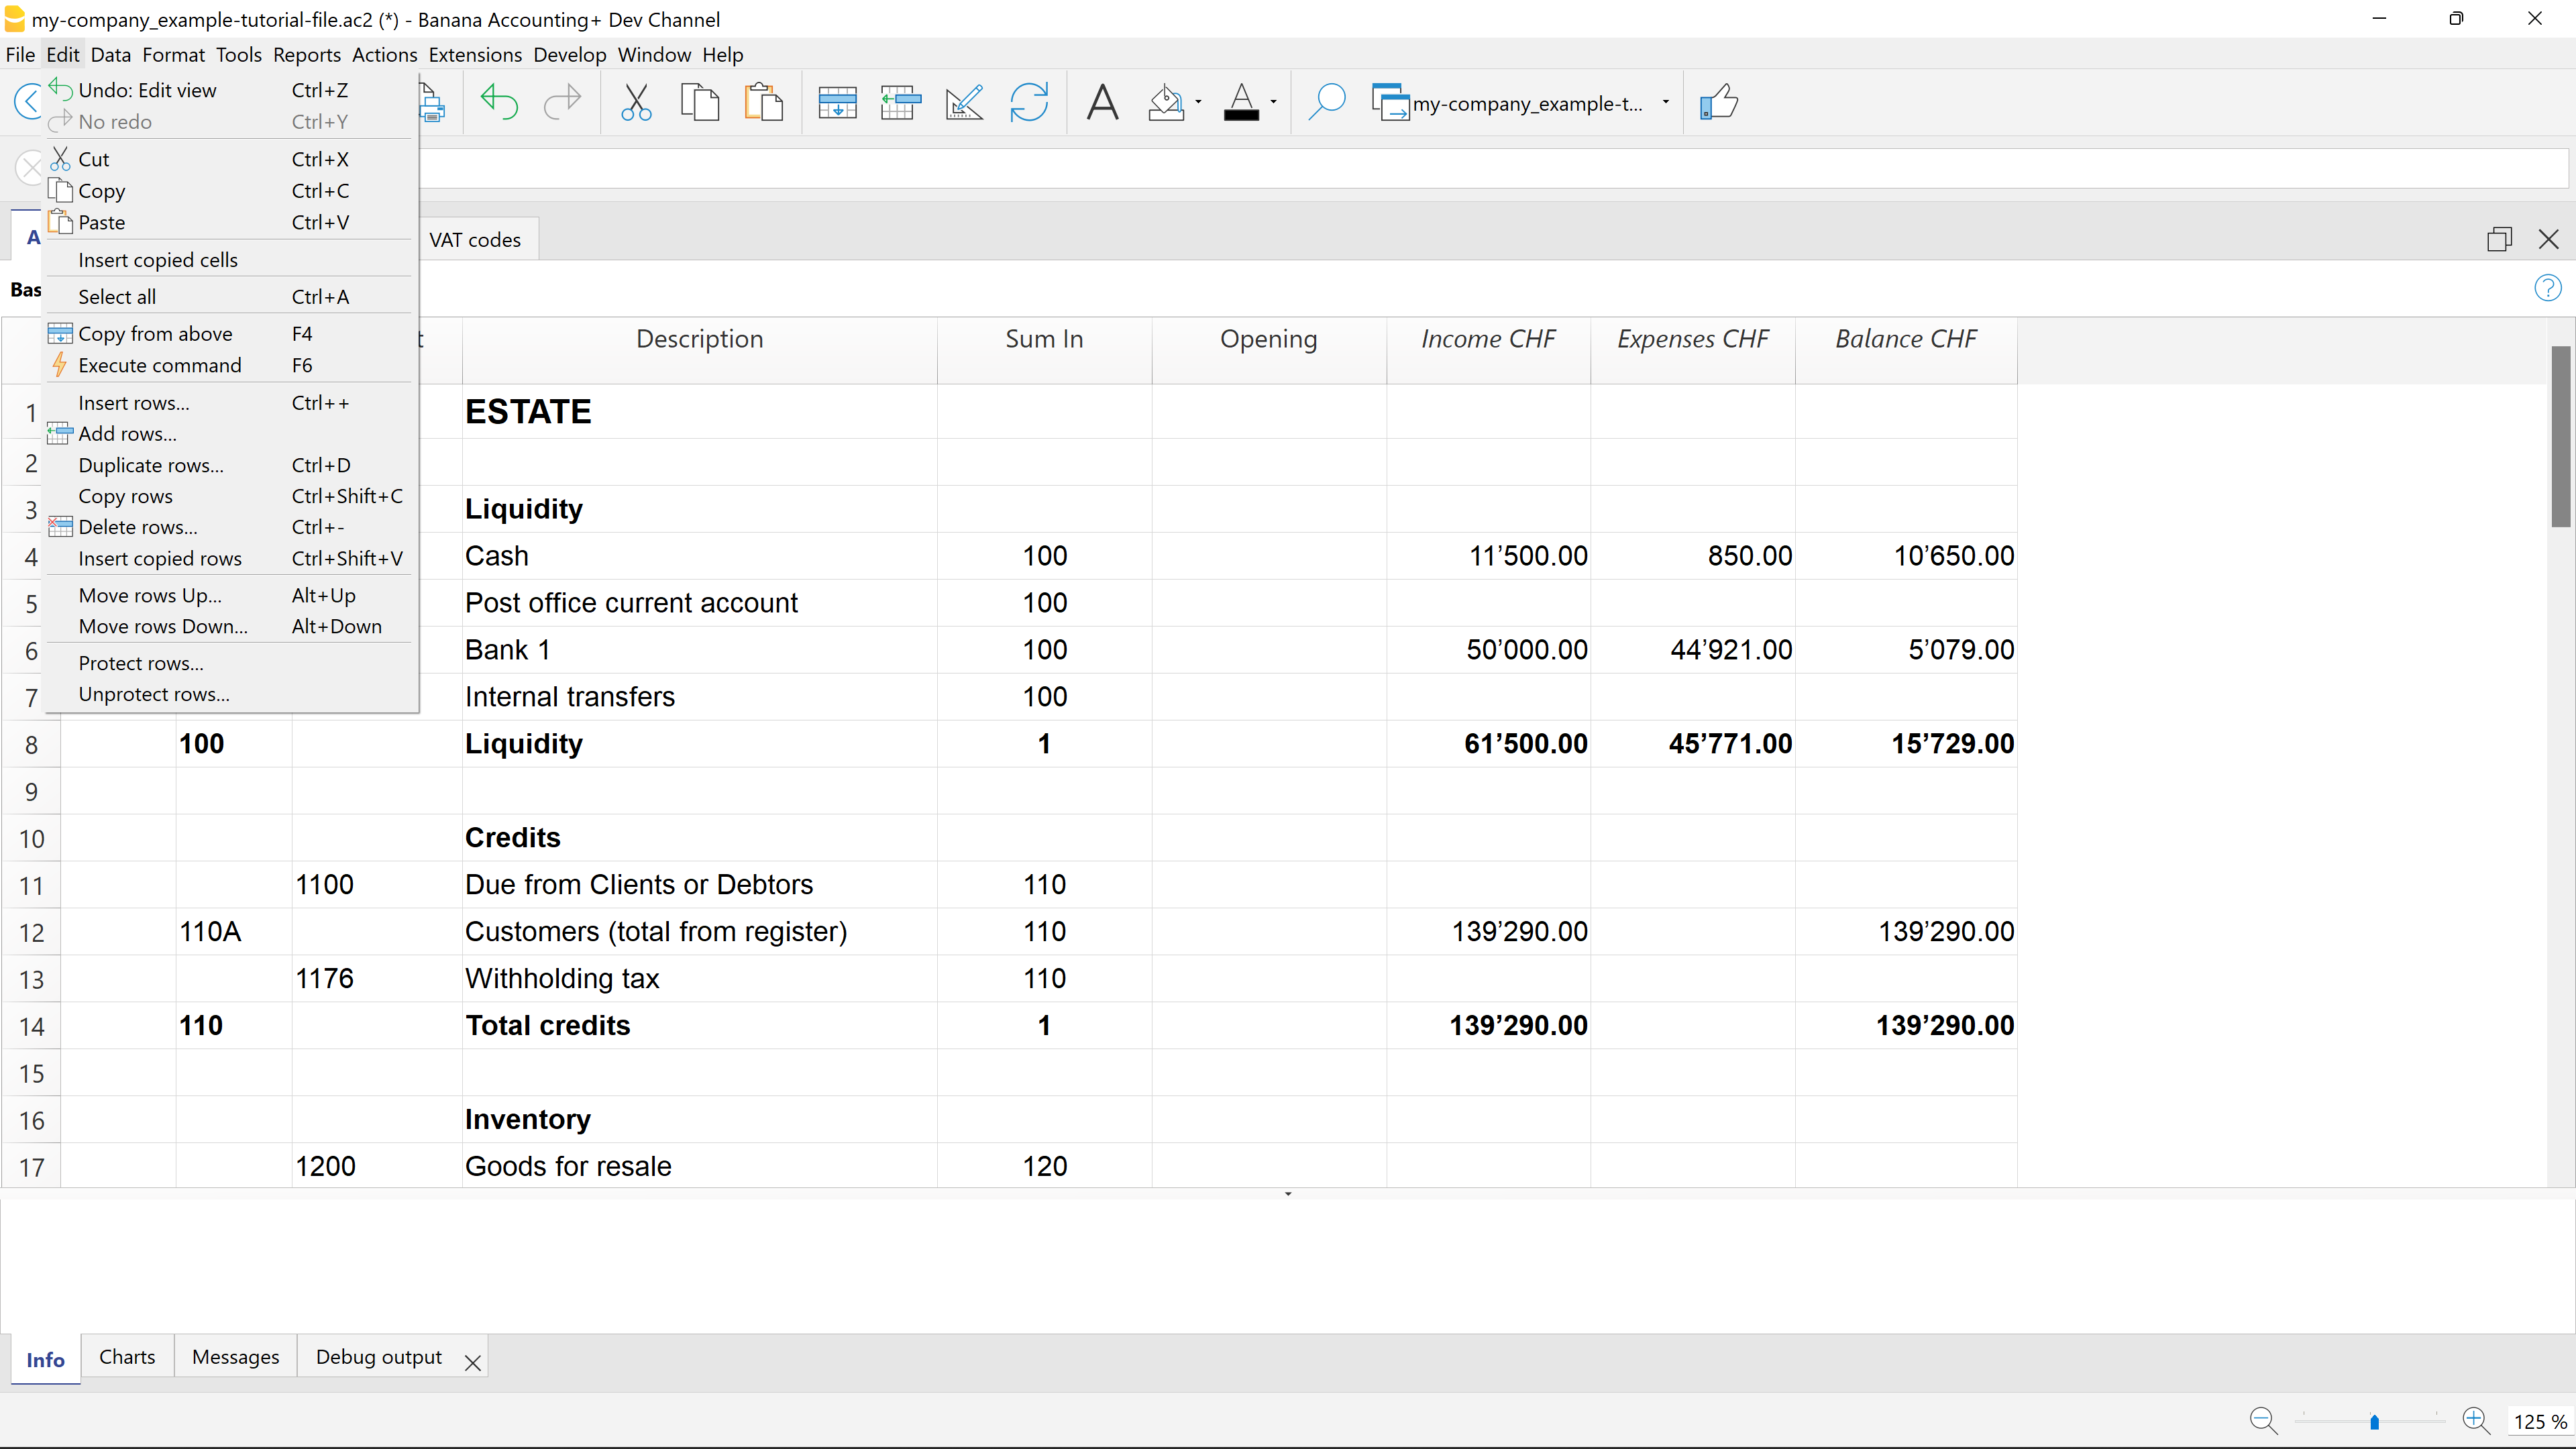 my-company_example-tutorial-file.ac2 (*) - Banana Accounting+ Dev Channel
File Edit Data Format Tools Reports Actions Extensions Develop Window Help
my-company_example-t...
Undo: Edit view Ctrl+Z
No redo Ctrl+Y
Cut Ctrl+X
Copy Ctrl+C
Paste Ctrl+V
Insert copied cells
Select all Ctrl+A
Copy from above F4
Execute command F6
Insert rows... Ctrl++
Add rows...
Duplicate rows... Ctrl+D
Copy rows Ctrl+Shift+C
Delete rows... Ctrl+-
Insert copied rows Ctrl+Shift+V
Move rows Up... Alt+Up
Move rows Down... Alt+Down
Protect rows...
Unprotect rows...
A VAT codes
Bas
t Description Sum In Opening Income CHF Expenses CHF Balance CHF
1 ESTATE
2
3 Liquidity
4 Cash 100 11’500.00 850.00 10’650.00
5 Post office current account 100
6 Bank 1 100 50’000.00 44’921.00 5’079.00
7 Internal transfers 100
8 100 Liquidity 1 61’500.00 45’771.00 15’729.00
9
10 Credits
11 1100 Due from Clients or Debtors 110
12 110A Customers (total from register) 110 139’290.00 139’290.00
13 1176 Withholding tax 110
14 110 Total credits 1 139’290.00 139’290.00
15
16 Inventory
17 1200 Goods for resale 120
Info Charts Messages Debug output
125 %